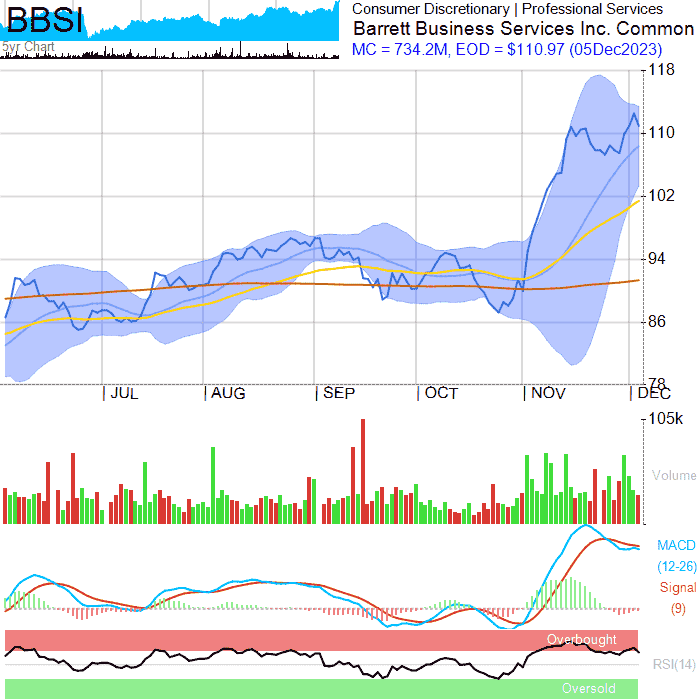 BBSI
5yr Chart
Consumer Discretionary | Professional Services
Barrett Business Services Inc. Common
MC = 734.2M, EOD = $110.97 (05Dec2023)
118
110
102
94
86
78
JUL
AUG
SEP
OCT
NOV
DEC
105k
Volume
MACD
(12-26)
Signal
(9)
Overbought
RSI(14)
Oversold